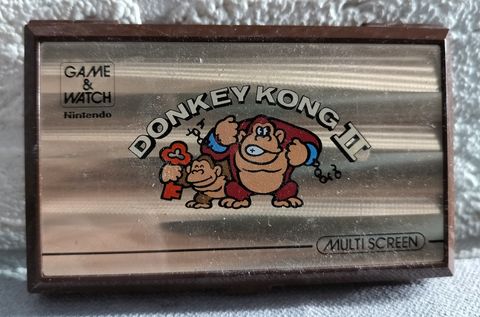 GAME
&
WATCH
Nintendo
DONKEY KONG II
MULTI SCREEN